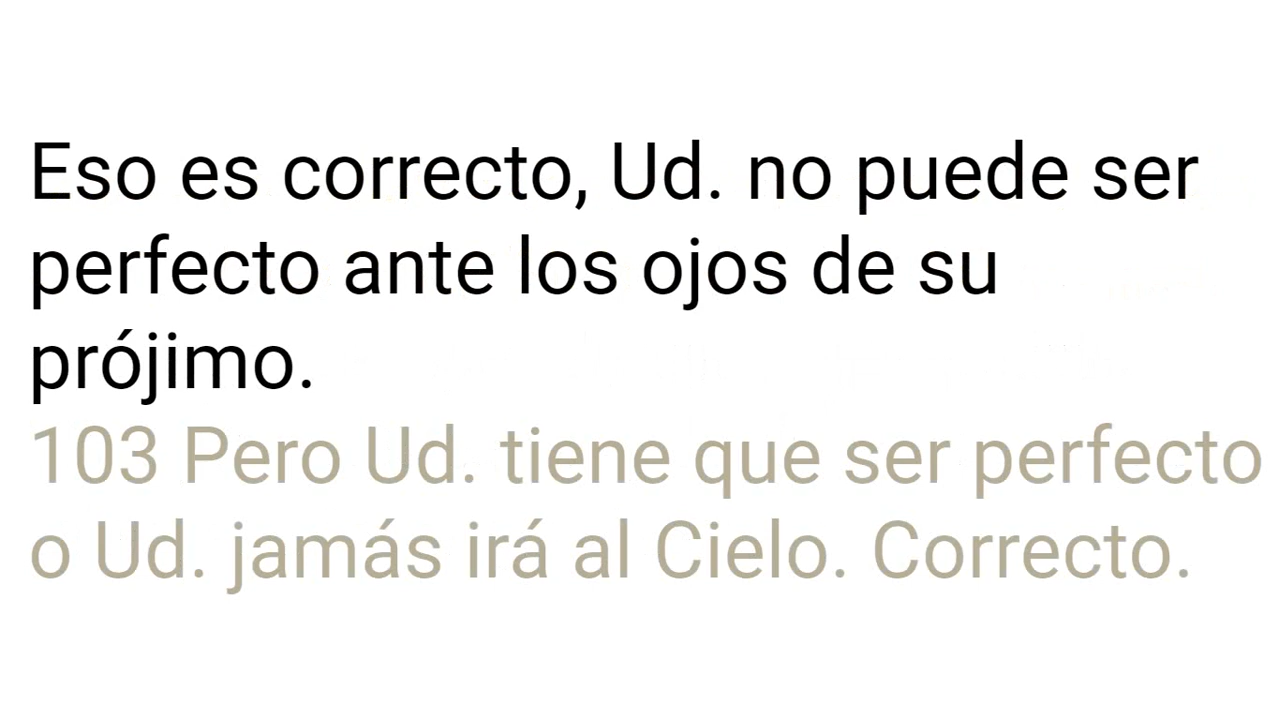 Eso es correcto, Ud. no puede ser
perfecto ante los ojos de su
prójimo.
103 Pero Ud. tiene que ser perfecto
o Ud. jamás irá al Cielo. Correcto.